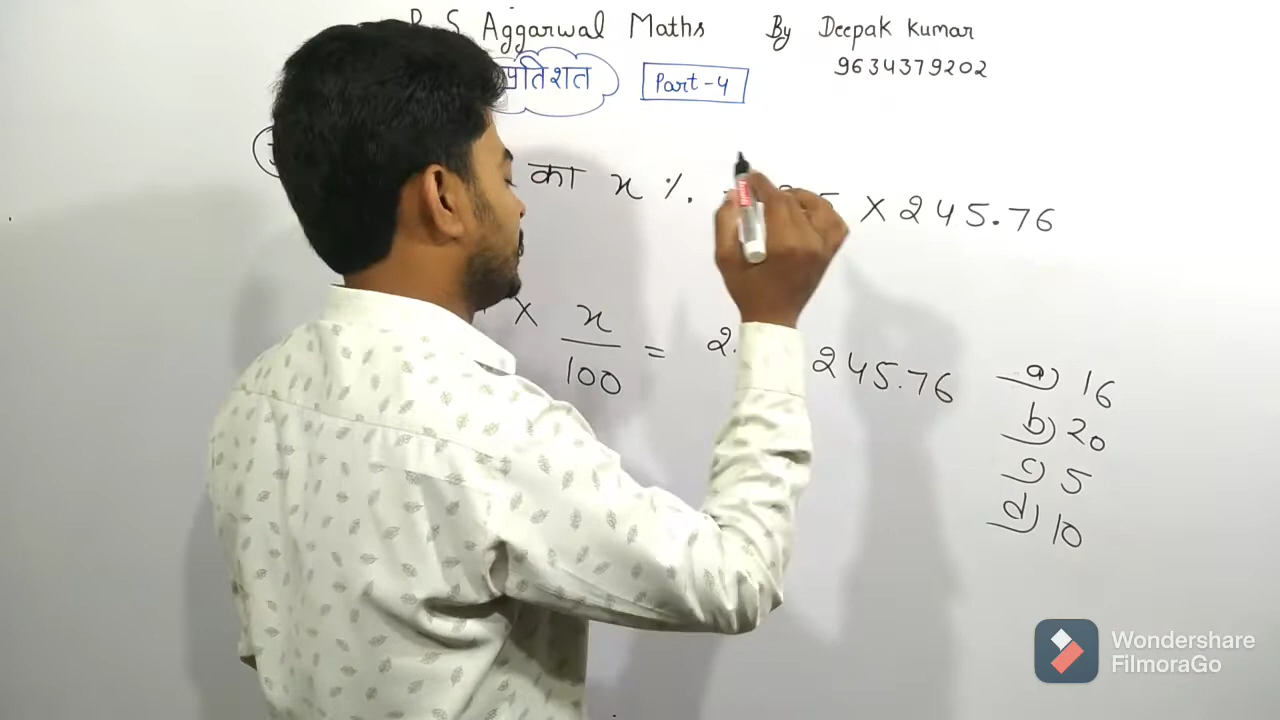 Aggarwal Maths By Deepak Kumar
9634379202
प्रतिशत Part-4
का x %. 5 × 245.76
× x/100 = 2. 245.76
a) 16
b) 20
c) 5
d) 10
Wondershare
FilmoraGo